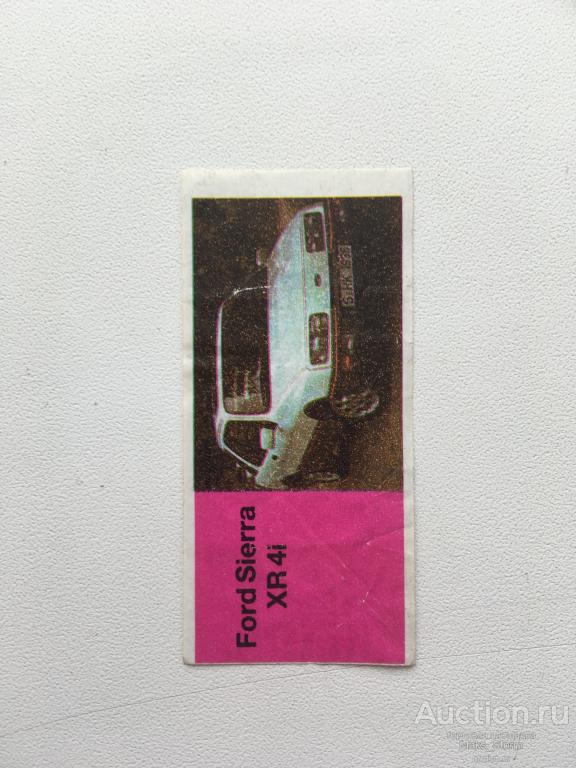 Ford Sierra
XR 4i
Auction.ru